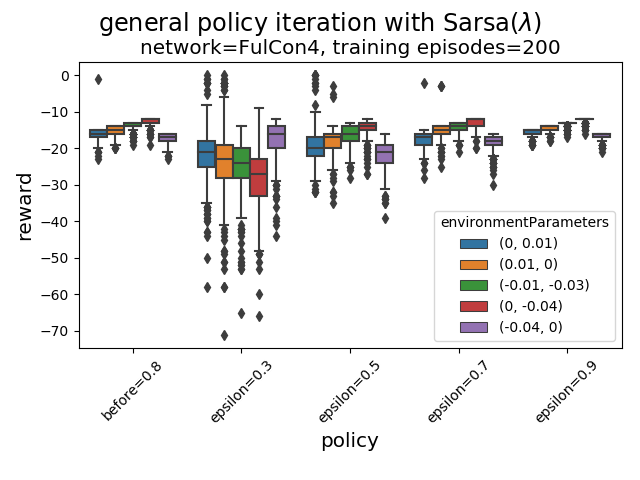 general policy iteration with Sarsa(λ)
network=FulCon4, training episodes=200
0
−10
−20
−30
−40
−50
−60
−70
reward
environmentParameters
(0, 0.01)
(0.01, 0)
(-0.01, -0.03)
(0, -0.04)
(-0.04, 0)
before=0.8
epsilon=0.3
epsilon=0.5
epsilon=0.7
epsilon=0.9
policy